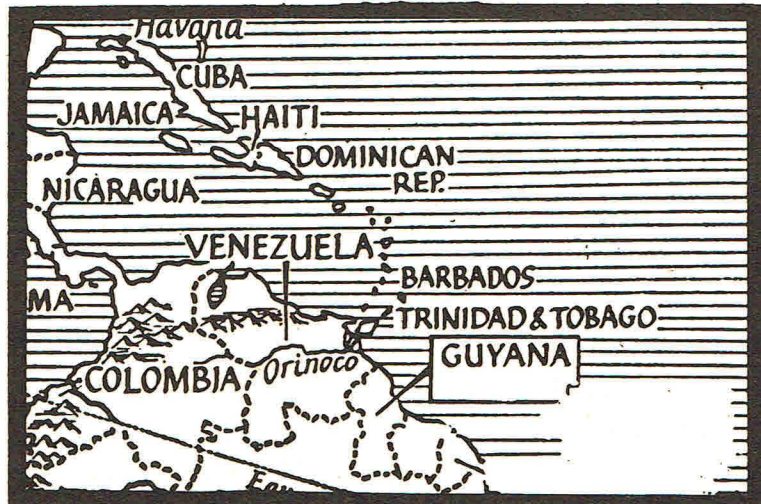 Havana
CUBA
JAMAICA
HAITI
DOMINICAN
REP.
NICARAGUA
VENEZUELA
BARBADOS
MA
TRINIDAD & TOBAGO
GUYANA
COLOMBIA
Orinoco